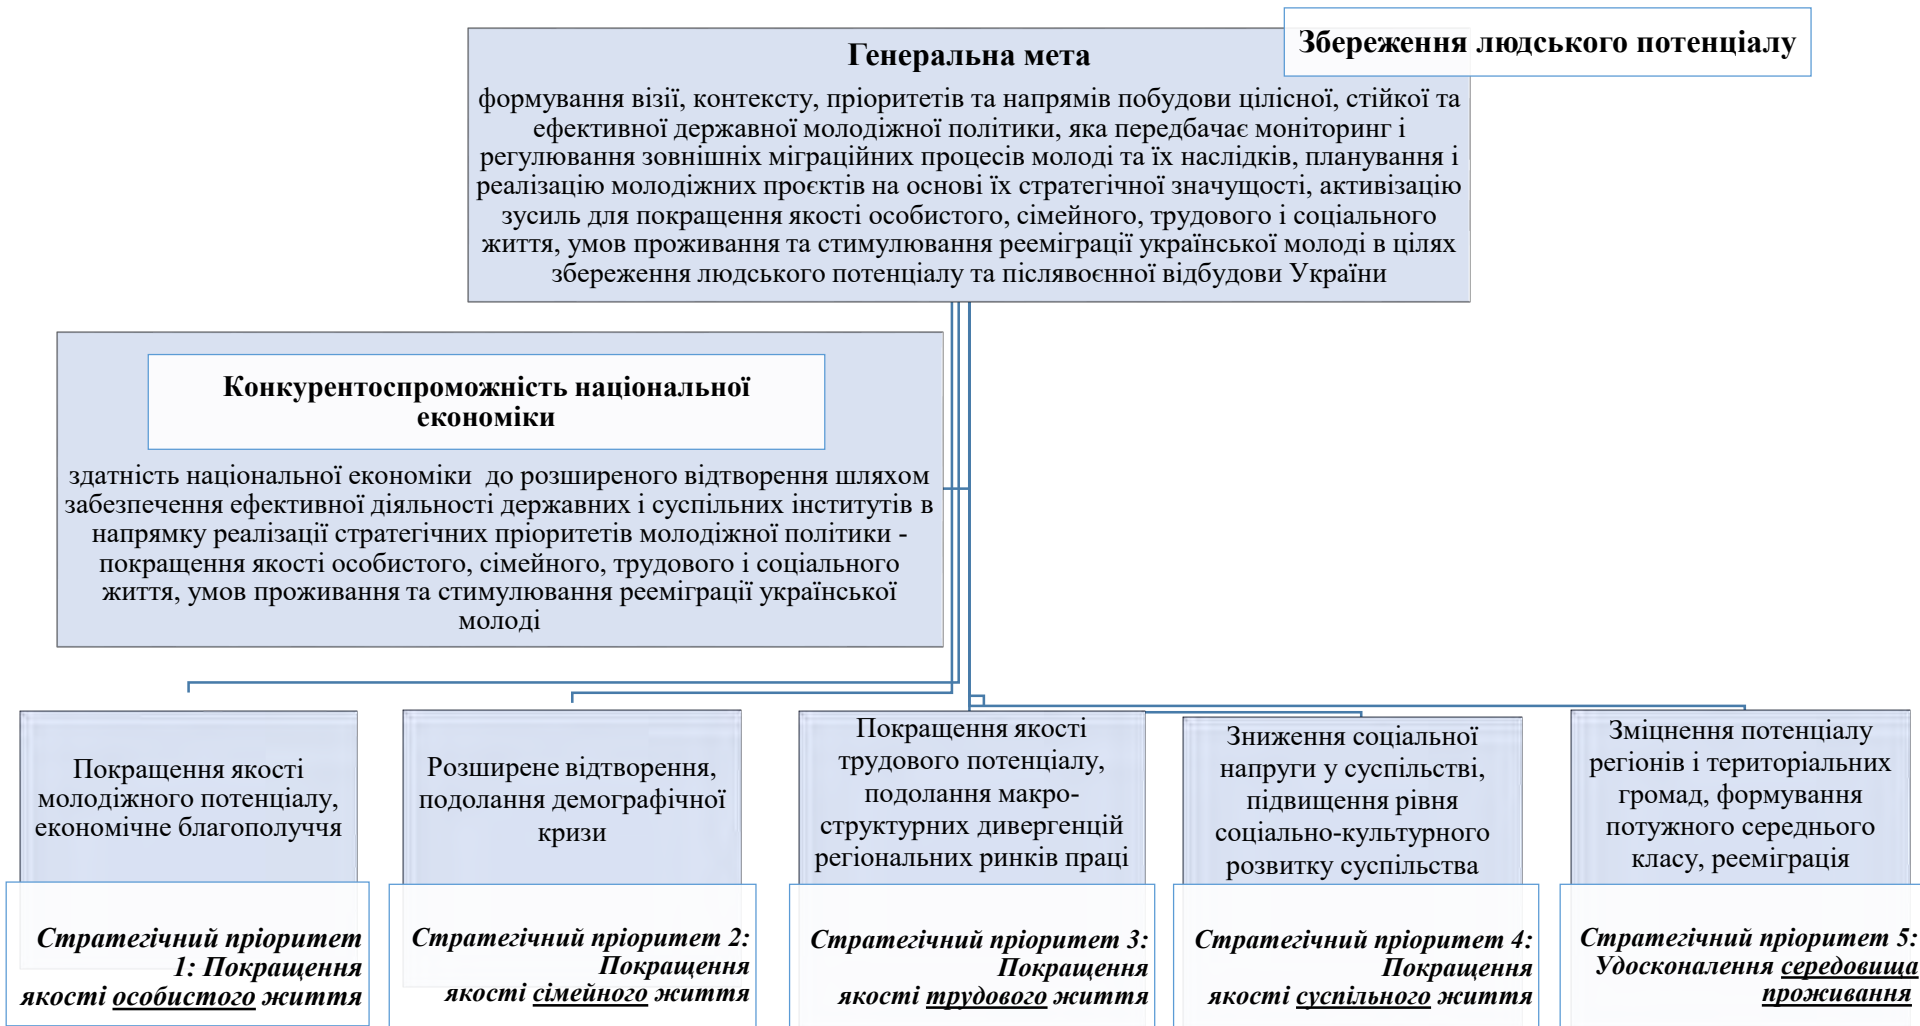 Збереження людського потенціалу
Генеральна мета
формування візії, контексту, пріоритетів та напрямів побудови цілісної, стійкої та
ефективної державної молодіжної політики, яка передбачає моніторинг і
регулювання зовнішніх міграційних процесів молоді та їх наслідків, планування і
реалізацію молодіжних проєктів на основі їх стратегічної значущості, активізацію
зусиль для покращення якості особистого, сімейного, трудового і соціального
життя, умов проживання та стимулювання рееміграції української молоді в цілях
збереження людського потенціалу та післявоєнної відбудови України
Конкурентоспроможність національної
економіки
здатність національної економіки до розширеного відтворення шляхом
забезпечення ефективної діяльності державних і суспільних інститутів в
напрямку реалізації стратегічних пріоритетів молодіжної політики -
покращення якості особистого, сімейного, трудового і соціального
життя, умов проживання та стимулювання рееміграції української
молоді
Покращення якості
молодіжного потенціалу,
економічне благополуччя
Стратегічний пріоритет
1: Покращення
якості особистого життя
Розширене відтворення,
подолання демографічної
кризи
Стратегічний пріоритет 2:
Покращення
якості сімейного життя
Покращення якості
трудового потенціалу,
подолання макро-
структурних дивергенцій
регіональних ринків праці
Стратегічний пріоритет 3:
Покращення
якості трудового життя
Зниження соціальної
напруги у суспільстві,
підвищення рівня
соціально-культурного
розвитку суспільства
Стратегічний пріоритет 4:
Покращення
якості суспільного життя
Зміцнення потенціалу
регіонів і територіальних
громад, формування
потужного середнього
класу, рееміграція
Стратегічний пріоритет 5:
Удосконалення середовища
проживання